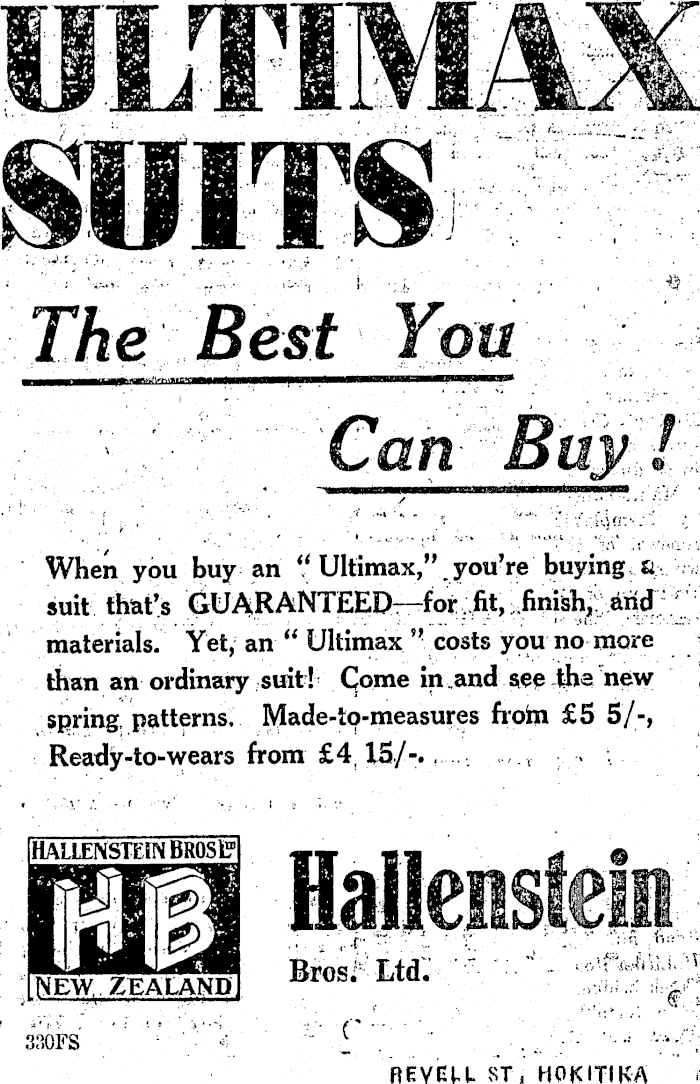 ULTIMAX
SUITS
The Best You
Can Buy!
When you buy an "Ultimax," you're buying a
suit that's GUARANTEED—for fit, finish, and
materials. Yet, an "Ultimax" costs you no more
than an ordinary suit! Come in and see the new
spring patterns. Made-to-measures from £5 5/-,
Ready-to-wears from £4 15/-.
HALLENSTEIN BROS LTD
HB
NEW ZEALAND
Hallenstein
Bros. Ltd.
330FS
REVELL ST, HOKITIKA